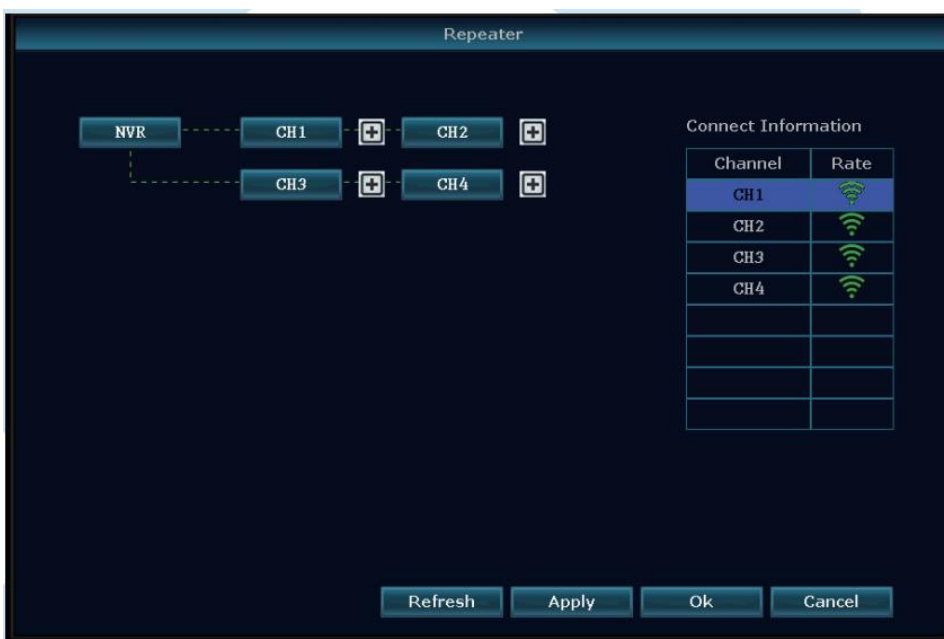 Repeater
NVR CH1 CH2
CH3 CH4
Connect Information
Channel Rate
CH1
CH2
CH3
CH4
Refresh Apply Ok Cancel